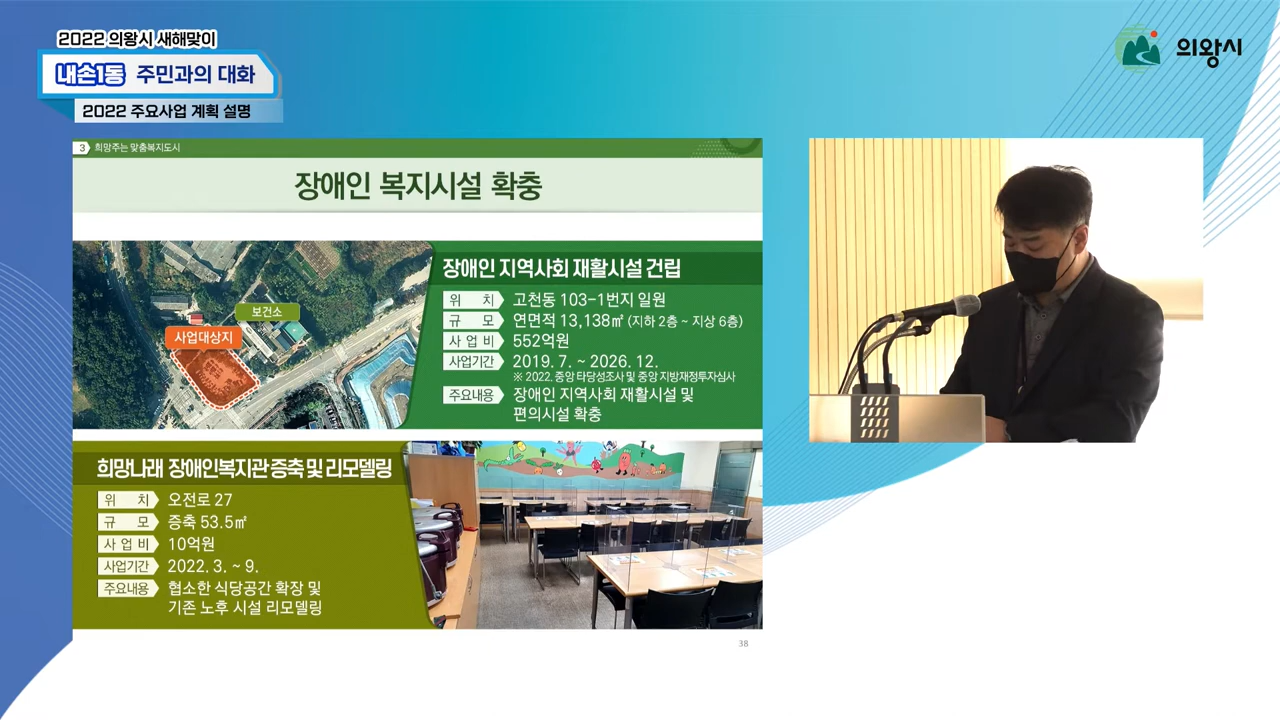 2022 의왕시 새해맞이
내손1동 주민과의 대화
2022 주요사업 계획 설명
의왕시
3 희망주는 맞춤복지도시
장애인 복지시설 확충
보건소
사업대상지
장애인 지역사회 재활시설 건립
위 치 고천동 103-1번지 일원
규 모 연면적 13,138㎡ (지하 2층 ~ 지상 6층)
사 업 비 552억원
사업기간 2019. 7. ~ 2026. 12.
※ 2022. 중앙 타당성조사 및 중앙 지방재정투자심사
주요내용 장애인 지역사회 재활시설 및
편의시설 확충
희망나래 장애인복지관 증축 및 리모델링
위 치 오전로 27
규 모 증축 53.5㎡
사 업 비 10억원
사업기간 2022. 3. ~ 9.
주요내용 협소한 식당공간 확장 및
기존 노후 시설 리모델링
38